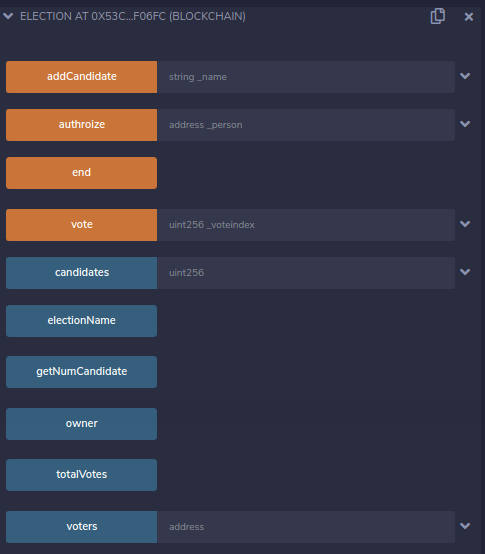 ELECTION AT 0X53C...F06FC (BLOCKCHAIN)
addCandidate string _name
authroize address _person
end
vote uint256 _voteindex
candidates uint256
electionName
getNumCandidate
owner
totalVotes
voters address